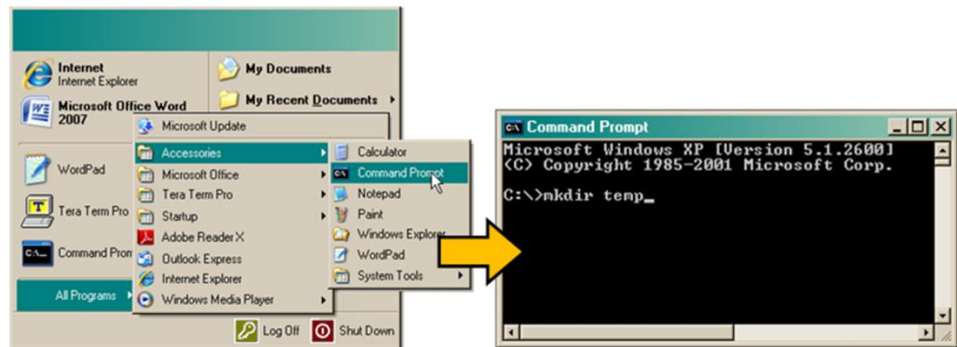 Internet
Internet Explorer
Microsoft Office Word
2007
WordPad
Tera Term Pro
Command Prom
All Programs
My Documents
My Recent Documents
Microsoft Update
Accessories
Microsoft Office
Tera Term Pro
Startup
Adobe Reader X
Outlook Express
Internet Explorer
Windows Media Player
Calculator
Command Prompt
Notepad
Paint
Windows Explorer
WordPad
System Tools
Log Off
Shut Down
Command Prompt
Microsoft Windows XP [Version 5.1.2600]
(C) Copyright 1985-2001 Microsoft Corp.
C:\>mkdir temp_